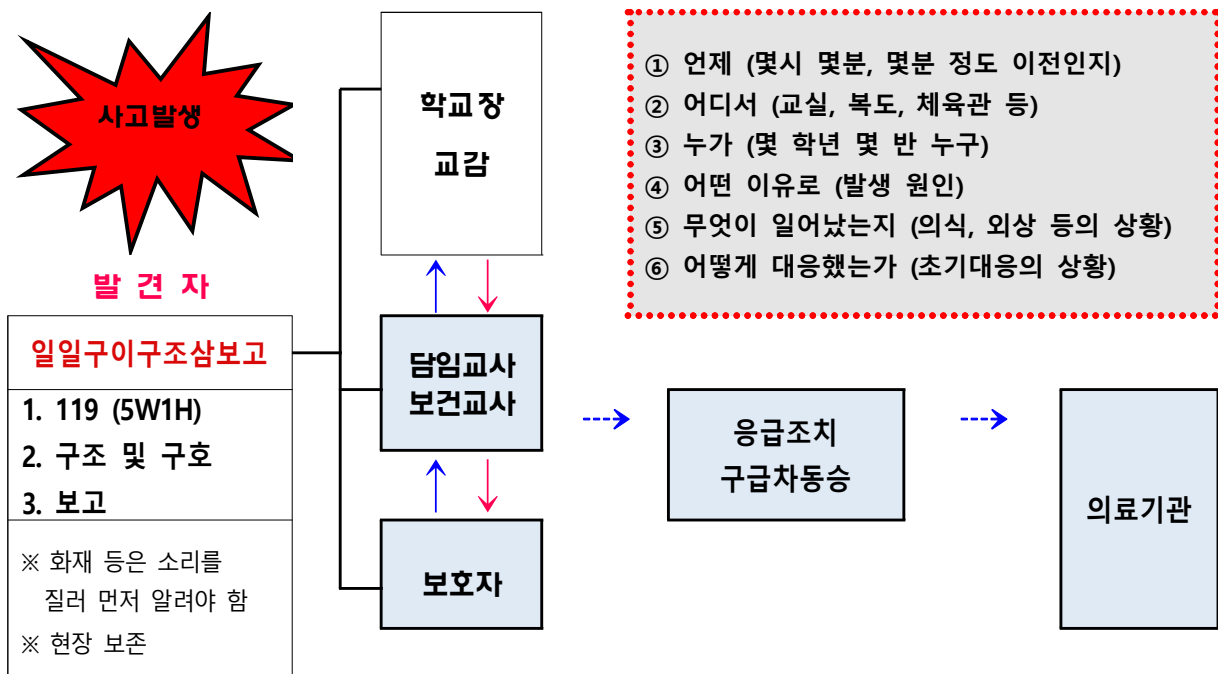 사고발생
발 견 자
일일구이구조삼보고
1. 119 (5W1H)
2. 구조 및 구호
3. 보고
※ 화재 등은 소리를
질러 먼저 알려야 함
※ 현장 보존
학교장
교감
담임교사
보건교사
보호자
① 언제 (몇시 몇분, 몇분 정도 이전인지)
② 어디서 (교실, 복도, 체육관 등)
③ 누가 (몇 학년 몇 반 누구)
④ 어떤 이유로 (발생 원인)
⑤ 무엇이 일어났는지 (의식, 외상 등의 상황)
⑥ 어떻게 대응했는가 (초기대응의 상황)
응급조치
구급차동승
의료기관